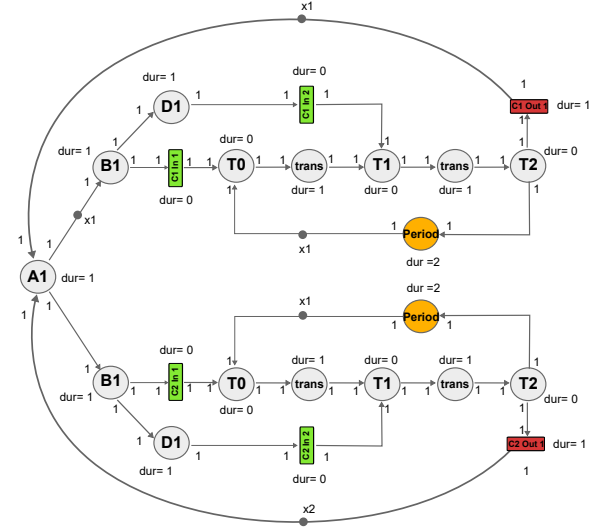 x1
dur= 1
D1
1
1
dur= 0
C1 In 2
1
1
1
C1 Out 1
dur= 1
1
1
dur= 1
B1
1
1
1
C1 In 1
1
1
dur= 0
dur= 0
T0
1
1
trans
dur= 1
1
1
1
T1
dur= 0
1
1
trans
dur= 1
1
1
T2
dur= 0
1
1
1
x1
1
1
Period
1
x1
dur =2
1
1
A1
dur= 1
1
1
dur =2
x1
1
Period
1
dur= 0
1
dur= 1
dur= 0
dur= 1
1
1
B1
dur= 1
1
1
C2 In 1
1
1
T0
dur= 0
1
1
trans
1
1
T1
1
1
trans
1
1
T2
dur= 0
1
1
1
1
D1
dur= 1
1
1
C2 In 2
1
dur= 0
1
1
C2 Out 1
dur= 1
1
x2